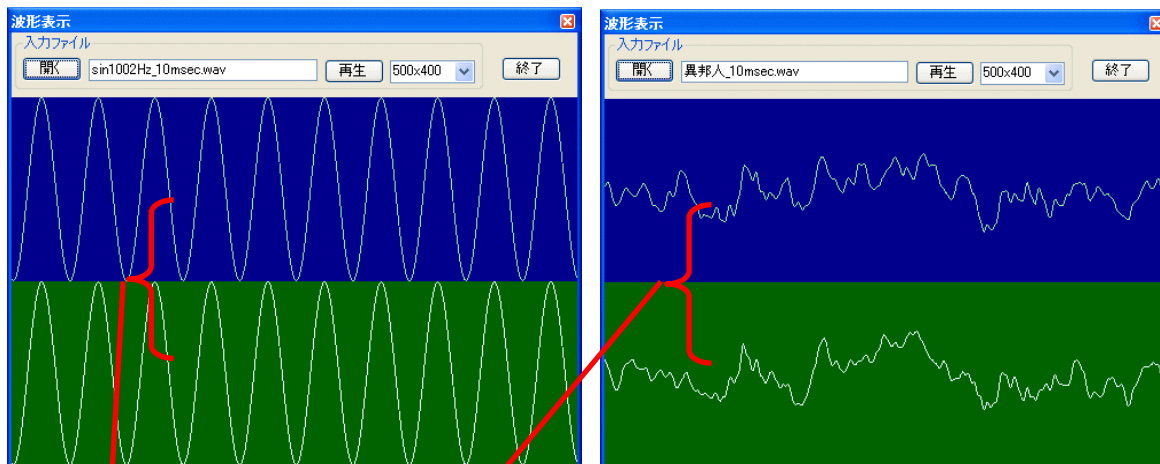 波形表示
入力ファイル
開く sin1002Hz_10msec.wav 再生 500x400 終了
波形表示
入力ファイル
開く 異邦人_10msec.wav 再生 500x400 終了